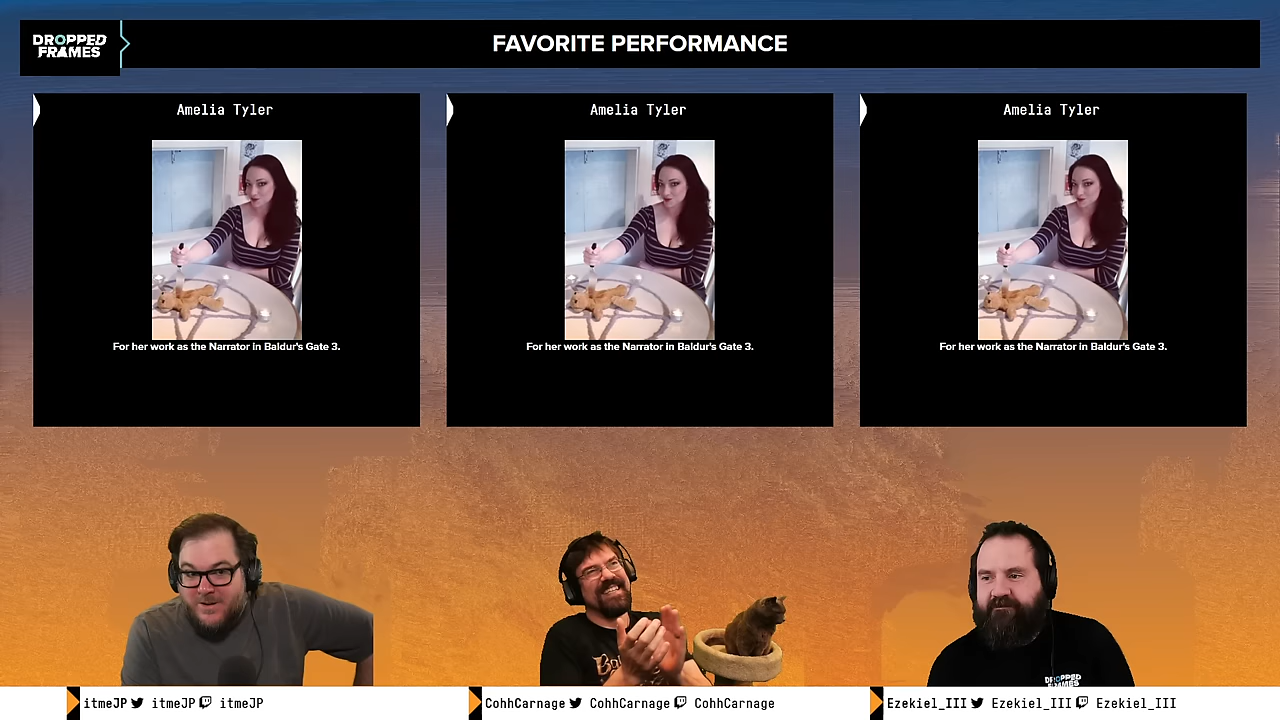 DROPPED
FRAMES
FAVORITE PERFORMANCE
Amelia Tyler
For her work as the Narrator in Baldur's Gate 3.
Amelia Tyler
For her work as the Narrator in Baldur's Gate 3.
Amelia Tyler
For her work as the Narrator in Baldur's Gate 3.
DROPPED
FRAMES
itmeJP itmeJP itmeJP
CohhCarnage CohhCarnage CohhCarnage
Ezekiel_III Ezekiel_III Ezekiel_III